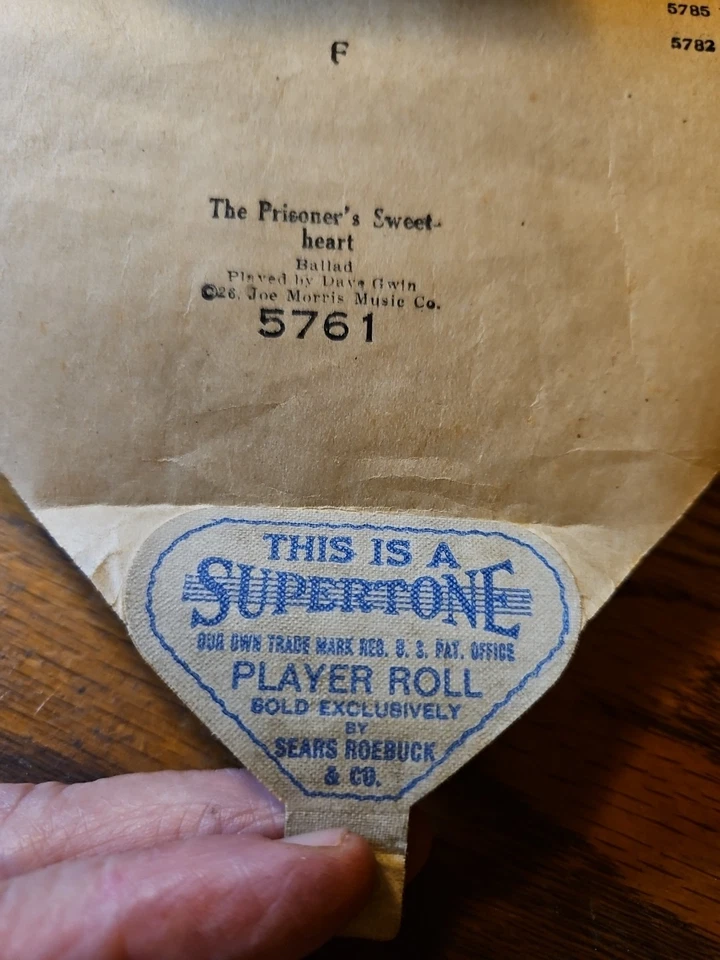 5785
5782
F
The Prisoner's Sweet-
heart
Ballad
Played by Dave Gwin
©26, Joe Morris Music Co.
5761
THIS IS A
SUPERTONE
OUR OWN TRADE MARK REG. U. S. PAT. OFFICE
PLAYER ROLL
SOLD EXCLUSIVELY
BY
SEARS ROEBUCK
& CO.